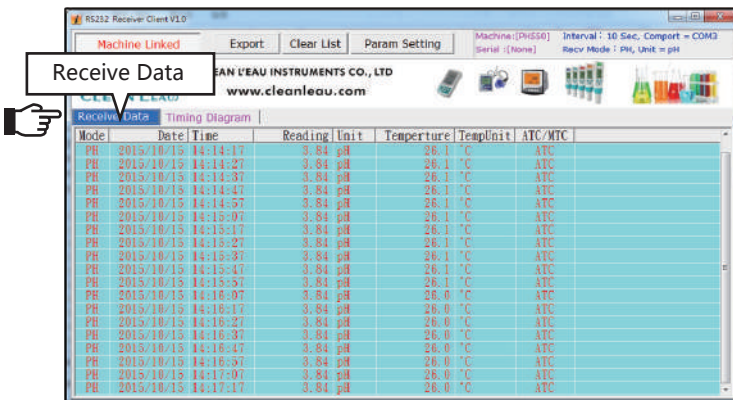 RS232 Receiver Client V1.0
Machine Linked
Export
Clear List
Param Setting
Machine:[PHS50]
Serial :[None]
Interval : 10 Sec, Comport = COM3
Recv Mode : PH, Unit = pH
Receive Data
EAN L'EAU INSTRUMENTS CO., LTD
www.cleanleau.com
Receive Data
Timing Diagram
Mode Date Time Reading Unit Temperture TempUnit ATC/MTC
PH 2015/10/15 14:14:17 3.84 pH 26.1 °C ATC
PH 2015/10/15 14:14:27 3.84 pH 26.1 °C ATC
PH 2015/10/15 14:14:37 3.84 pH 26.1 °C ATC
PH 2015/10/15 14:14:47 3.84 pH 26.1 °C ATC
PH 2015/10/15 14:14:57 3.84 pH 26.1 °C ATC
PH 2015/10/15 14:15:07 3.84 pH 26.1 °C ATC
PH 2015/10/15 14:15:17 3.84 pH 26.1 °C ATC
PH 2015/10/15 14:15:27 3.84 pH 26.1 °C ATC
PH 2015/10/15 14:15:37 3.84 pH 26.1 °C ATC
PH 2015/10/15 14:15:47 3.84 pH 26.1 °C ATC
PH 2015/10/15 14:15:57 3.84 pH 26.1 °C ATC
PH 2015/10/15 14:16:07 3.84 pH 26.0 °C ATC
PH 2015/10/15 14:16:17 3.84 pH 26.0 °C ATC
PH 2015/10/15 14:16:27 3.84 pH 26.0 °C ATC
PH 2015/10/15 14:16:37 3.84 pH 26.0 °C ATC
PH 2015/10/15 14:16:47 3.84 pH 26.0 °C ATC
PH 2015/10/15 14:16:57 3.84 pH 26.0 °C ATC
PH 2015/10/15 14:17:07 3.84 pH 26.0 °C ATC
PH 2015/10/15 14:17:17 3.84 pH 26.0 °C ATC